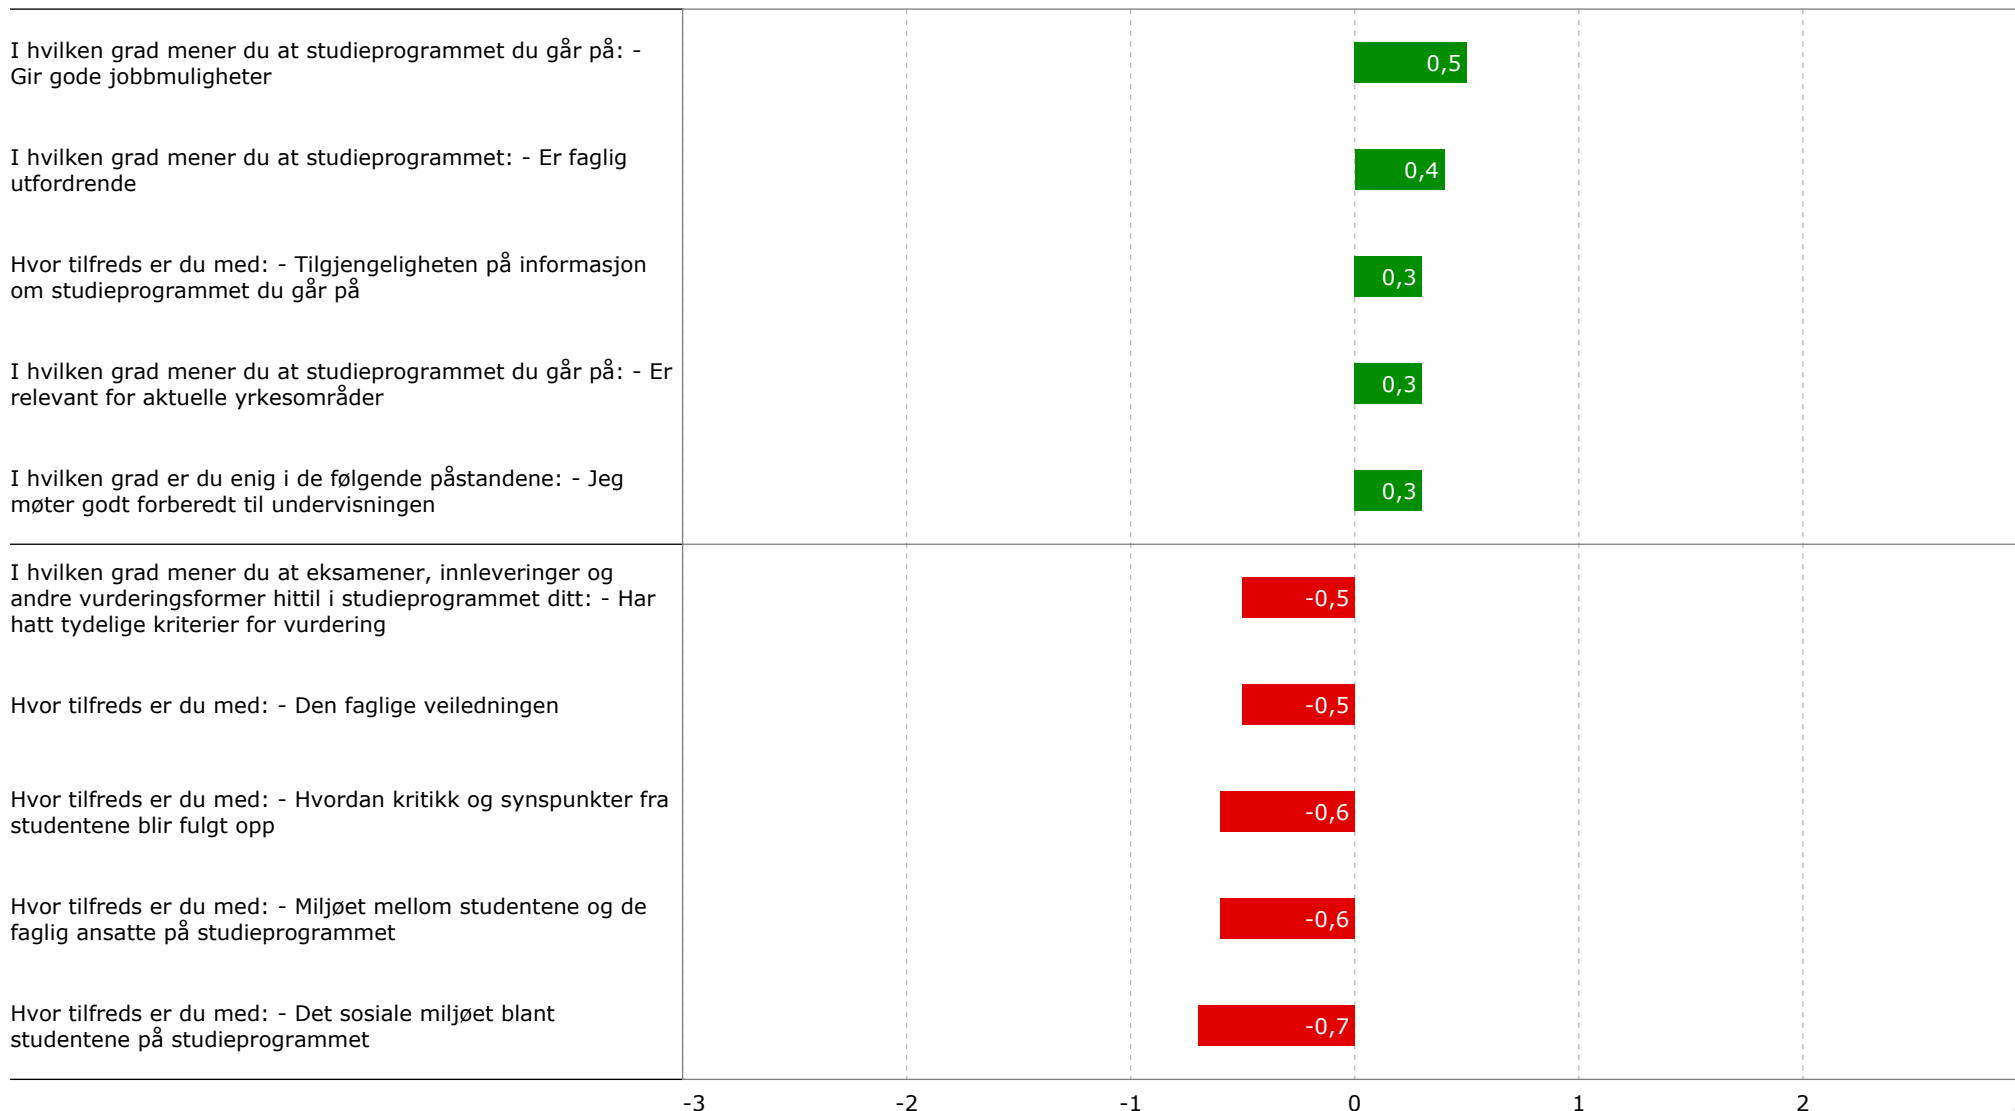 I hvilken grad mener du at studieprogrammet du går på: -
Gir gode jobbmuligheter
0,5
I hvilken grad mener du at studieprogrammet: - Er faglig
utfordrende
0,4
Hvor tilfreds er du med: - Tilgjengeligheten på informasjon
om studieprogrammet du går på
0,3
I hvilken grad mener du at studieprogrammet du går på: - Er
relevant for aktuelle yrkesområder
0,3
I hvilken grad er du enig i de følgende påstandene: - Jeg
møter godt forberedt til undervisningen
0,3
I hvilken grad mener du at eksamener, innleveringer og
andre vurderingsformer hittil i studieprogrammet ditt: - Har
hatt tydelige kriterier for vurdering
-0,5
Hvor tilfreds er du med: - Den faglige veiledningen
-0,5
Hvor tilfreds er du med: - Hvordan kritikk og synspunkter fra
studentene blir fulgt opp
-0,6
Hvor tilfreds er du med: - Miljøet mellom studentene og de
faglig ansatte på studieprogrammet
-0,6
Hvor tilfreds er du med: - Det sosiale miljøet blant
studentene på studieprogrammet
-0,7
-3 -2 -1 0 1 2